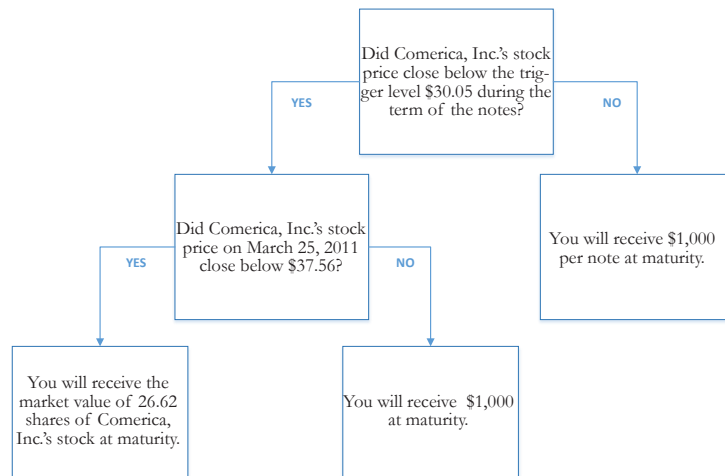 Did Comerica, Inc.'s stock
price close below the trig-
ger level $30.05 during the
term of the notes?
YES
NO
Did Comerica, Inc.'s stock
price on March 25, 2011
close below $37.56?
You will receive $1,000
per note at maturity.
YES
NO
You will receive the
market value of 26.62
shares of Comerica,
Inc.'s stock at maturity.
You will receive $1,000
at maturity.